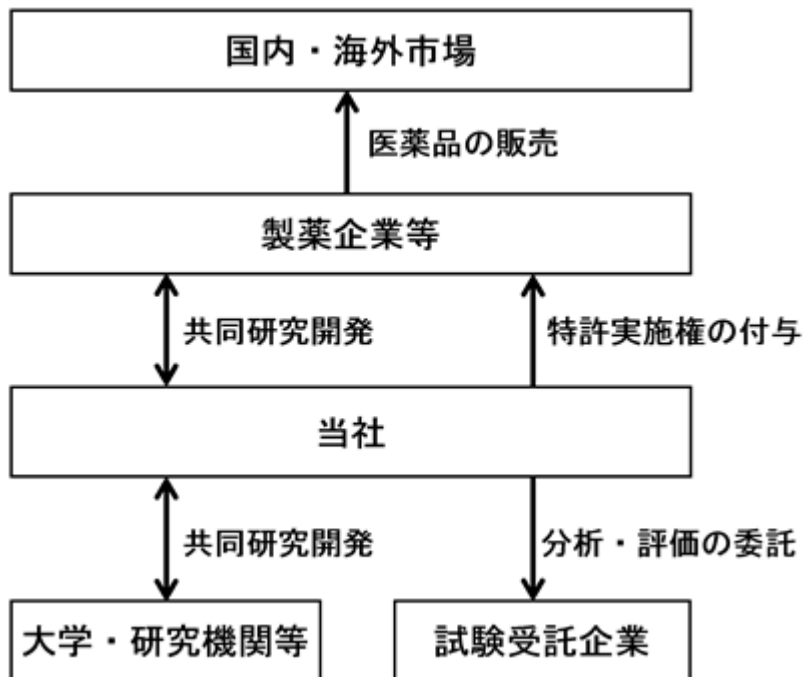 国内・海外市場
医薬品の販売
製薬企業等
共同研究開発
特許実施権の付与
当社
共同研究開発
分析・評価の委託
大学・研究機関等
試験受託企業